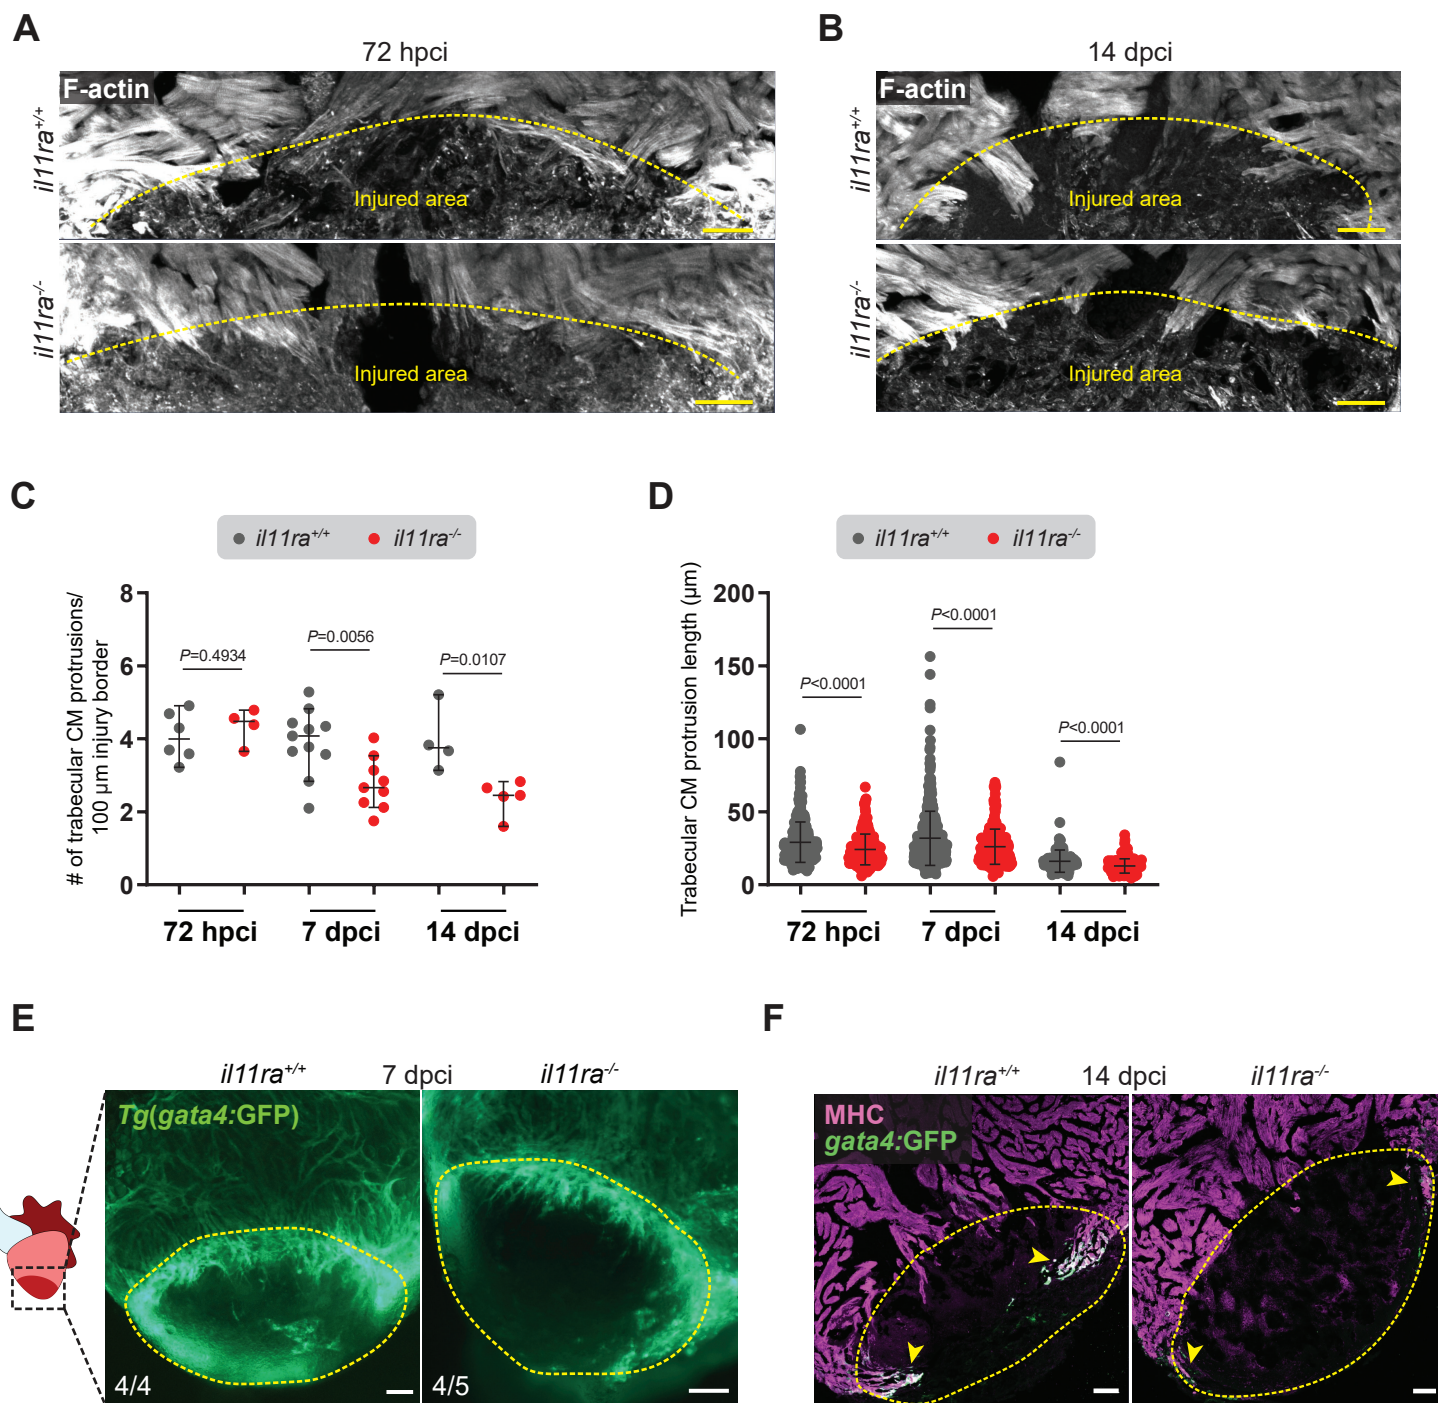 A
72 hpci
F-actin
il11ra+/+
Injured area
il11ra-/-
Injured area
B
14 dpci
F-actin
il11ra+/+
Injured area
il11ra-/-
Injured area
C
il11ra+/+ il11ra-/-
# of trabecular CM protrusions/
100 µm injury border
8
6
4
2
0
P=0.4934
P=0.0056
P=0.0107
72 hpci 7 dpci 14 dpci
D
il11ra+/+ il11ra-/-
Trabecular CM protrusion length (µm)
200
150
100
50
0
P<0.0001
P<0.0001
P<0.0001
72 hpci 7 dpci 14 dpci
E
il11ra+/+ 7 dpci il11ra-/-
Tg(gata4:GFP)
4/4
4/5
F
il11ra+/+ 14 dpci il11ra-/-
MHC
gata4:GFP